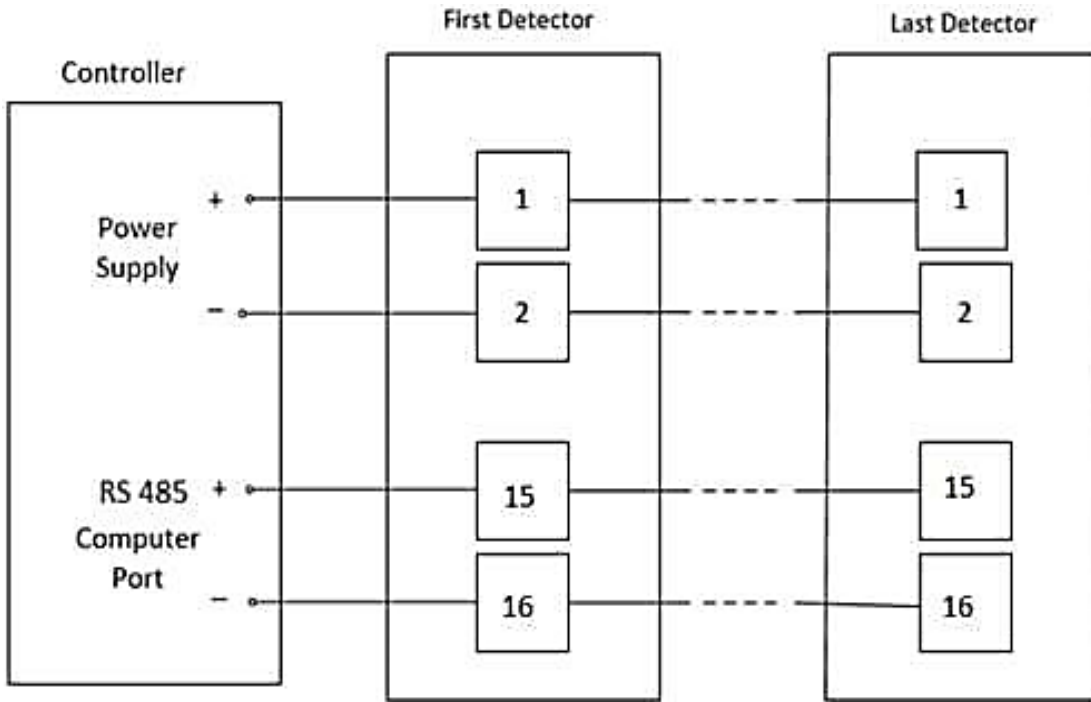 First Detector
Last Detector
Controller
+
1
1
Power
Supply
–
2
2
RS 485
+
15
15
Computer
Port
–
16
16